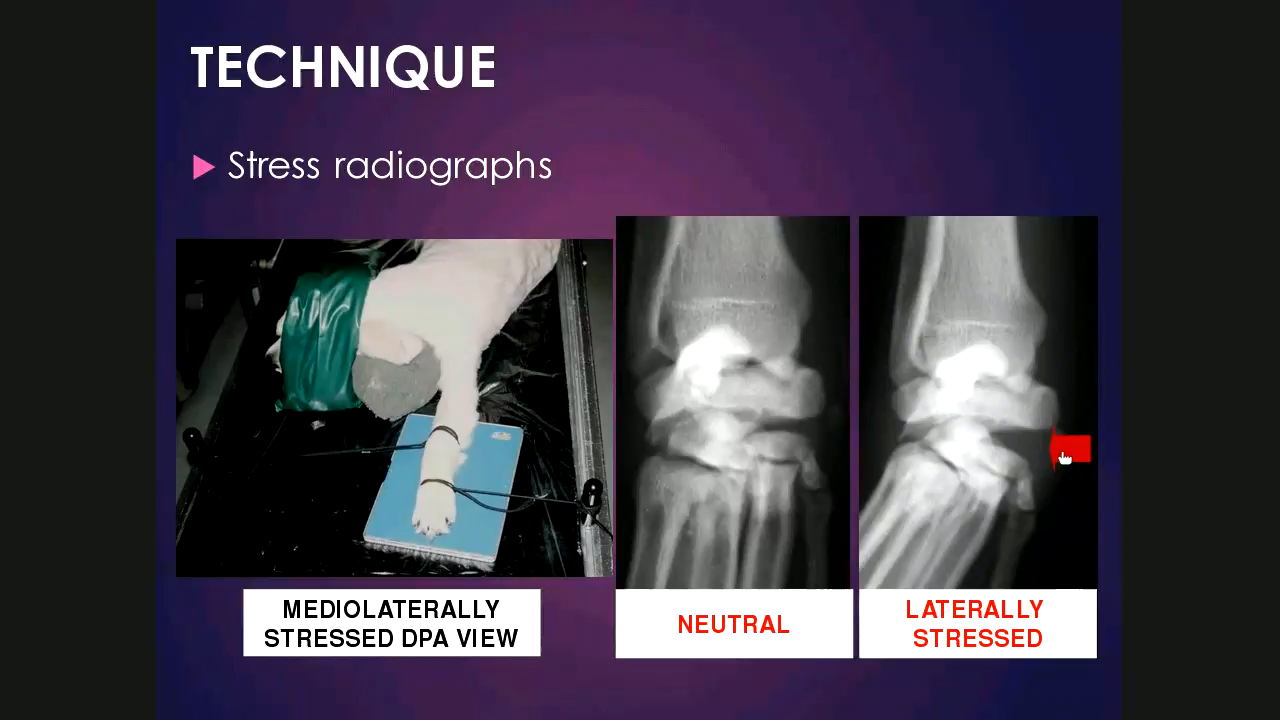 TECHNIQUE
Stress radiographs
MEDIOLATERALLY
STRESSED DPA VIEW
NEUTRAL
LATERALLY
STRESSED